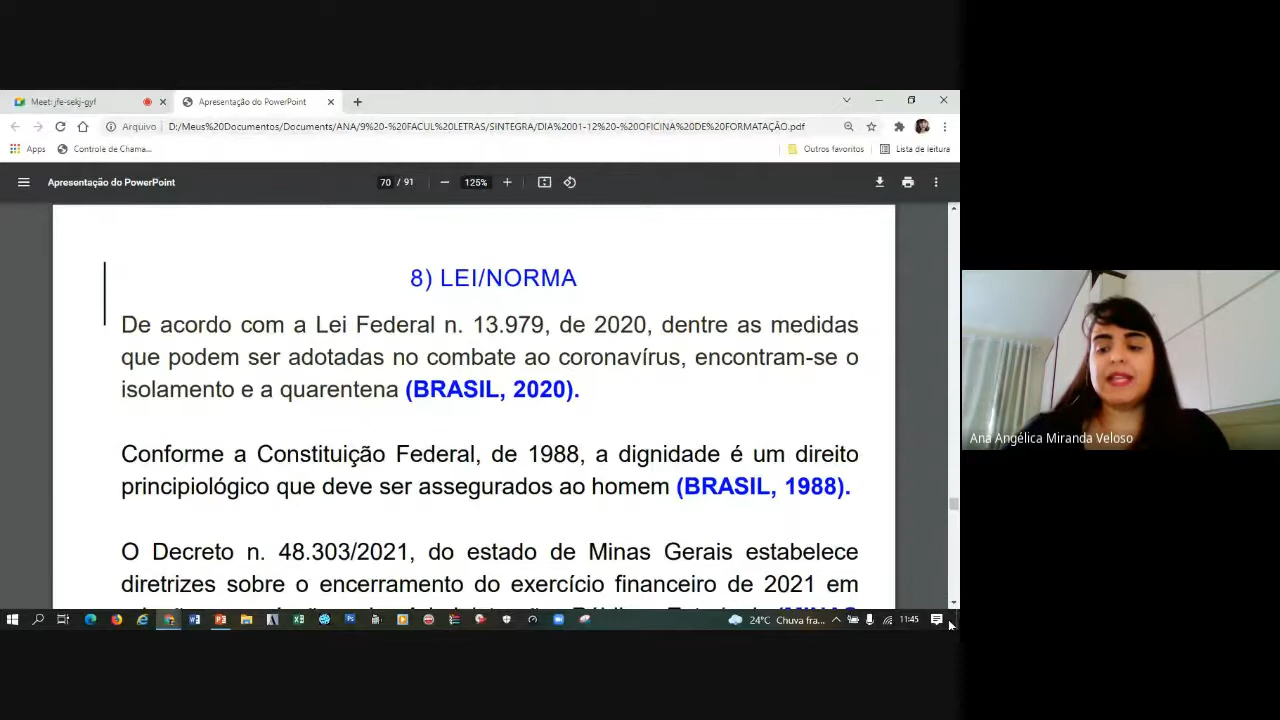 Meet: jfe-sekj-gyf
Apresentação do PowerPoint
Arquivo
D:/Meus%20Documentos/Documents/ANA/9%20-%20FACUL%20LETRAS/SINTEGRA/DIA%2001-12%20-%20OFICINA%20DE%20FORMATAÇÃO.pdf
Apps
Controle de Chama...
Outros favoritos
Lista de leitura
Apresentação do PowerPoint
70 / 91
125%
8) LEI/NORMA
De acordo com a Lei Federal n. 13.979, de 2020, dentre as medidas
que podem ser adotadas no combate ao coronavírus, encontram-se o
isolamento e a quarentena (BRASIL, 2020).
Conforme a Constituição Federal, de 1988, a dignidade é um direito
principiológico que deve ser assegurados ao homem (BRASIL, 1988).
O Decreto n. 48.303/2021, do estado de Minas Gerais estabelece
diretrizes sobre o encerramento do exercício financeiro de 2021 em
Ana Angélica Miranda Veloso
24°C Chuva fra...
11:45